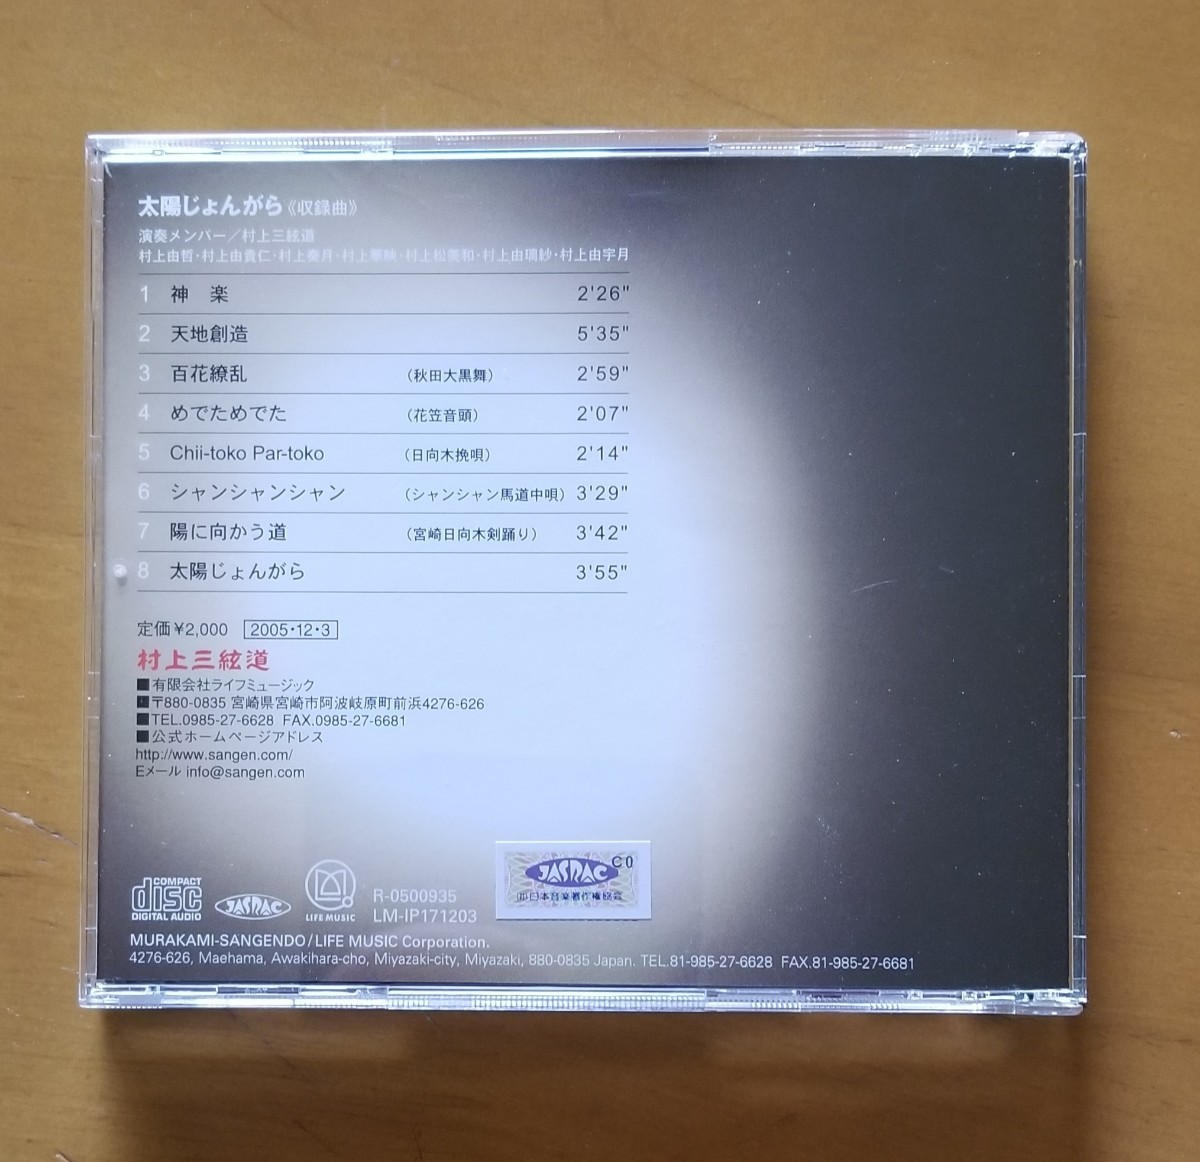 太陽じょんがら《収録曲》
演奏メンバー／村上三絃道
村上由哲・村上由貴仁・村上奏月・村上華映・村上松美和・村上由璃紗・村上由宇月
1 神 楽 2'26"
2 天地創造 5'35"
3 百花繚乱 （秋田大黒舞） 2'59"
4 めでためでた （花笠音頭） 2'07"
5 Chii-toko Par-toko （日向木挽唄） 2'14"
6 シャンシャンシャン （シャンシャン馬道中唄） 3'29"
7 陽に向かう道 （宮崎日向木剣踊り） 3'42"
8 太陽じょんがら 3'55"
定価¥2,000 2005・12・3
村上三絃道
■有限会社ライフミュージック
■〒880-0835 宮崎県宮崎市阿波岐原町前浜4276-626
■TEL.0985-27-6628 FAX.0985-27-6681
■公式ホームページアドレス
http://www.sangen.com/
Eメール info@sangen.com
COMPACT disc DIGITAL AUDIO
JASRAC
LIFE MUSIC
R-0500935
LM-IP171203
JASRAC C0
㈳日本音楽著作権協会
MURAKAMI-SANGENDO/LIFE MUSIC Corporation.
4276-626, Maehama, Awakihara-cho, Miyazaki-city, Miyazaki, 880-0835 Japan. TEL.81-985-27-6628 FAX.81-985-27-6681